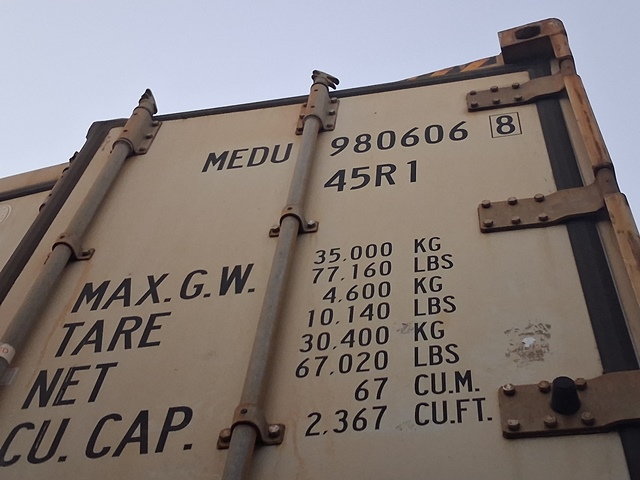 MEDU 980606 8
45R1
MAX.G.W. 35.000 KG
77.160 LBS
TARE 4.600 KG
10.140 LBS
NET 30.400 KG
67.020 LBS
CU. CAP. 67 CU.M.
2,367 CU.FT.